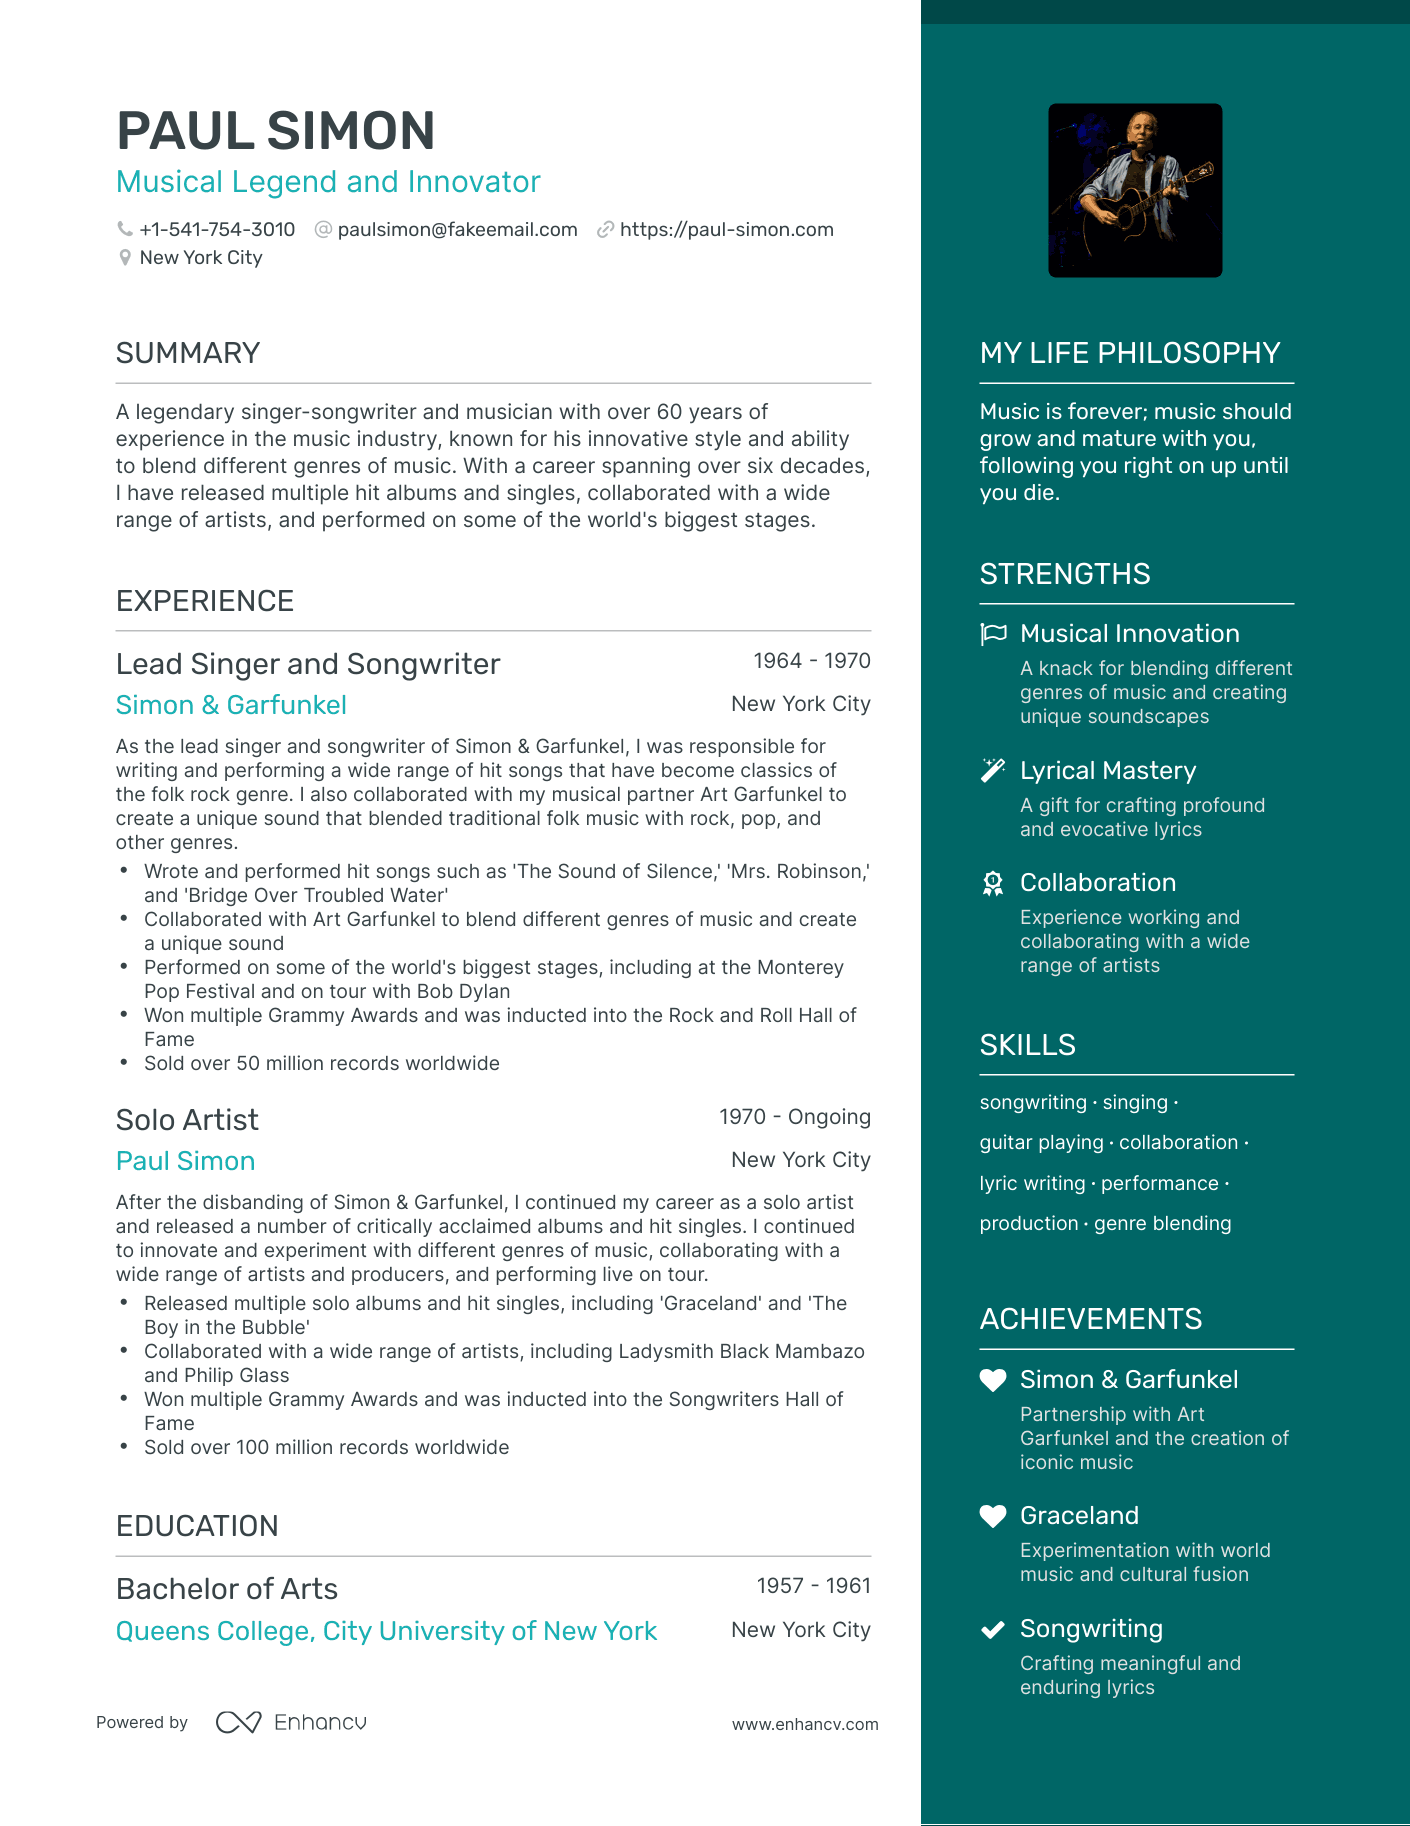 PAUL SIMON
Musical Legend and Innovator
+1-541-754-3010 paulsimon@fakeemail.com https://paul-simon.com
New York City
SUMMARY
A legendary singer-songwriter and musician with over 60 years of
experience in the music industry, known for his innovative style and ability
to blend different genres of music. With a career spanning over six decades,
I have released multiple hit albums and singles, collaborated with a wide
range of artists, and performed on some of the world's biggest stages.
EXPERIENCE
Lead Singer and Songwriter 1964 - 1970
Simon & Garfunkel New York City
As the lead singer and songwriter of Simon & Garfunkel, I was responsible for
writing and performing a wide range of hit songs that have become classics of
the folk rock genre. I also collaborated with my musical partner Art Garfunkel to
create a unique sound that blended traditional folk music with rock, pop, and
other genres.
• Wrote and performed hit songs such as 'The Sound of Silence,' 'Mrs. Robinson,'
and 'Bridge Over Troubled Water'
• Collaborated with Art Garfunkel to blend different genres of music and create
a unique sound
• Performed on some of the world's biggest stages, including at the Monterey
Pop Festival and on tour with Bob Dylan
• Won multiple Grammy Awards and was inducted into the Rock and Roll Hall of
Fame
• Sold over 50 million records worldwide
Solo Artist 1970 - Ongoing
Paul Simon New York City
After the disbanding of Simon & Garfunkel, I continued my career as a solo artist
and released a number of critically acclaimed albums and hit singles. I continued
to innovate and experiment with different genres of music, collaborating with a
wide range of artists and producers, and performing live on tour.
• Released multiple solo albums and hit singles, including 'Graceland' and 'The
Boy in the Bubble'
• Collaborated with a wide range of artists, including Ladysmith Black Mambazo
and Philip Glass
• Won multiple Grammy Awards and was inducted into the Songwriters Hall of
Fame
• Sold over 100 million records worldwide
EDUCATION
Bachelor of Arts 1957 - 1961
Queens College, City University of New York New York City
Powered by Enhancv www.enhancv.com
MY LIFE PHILOSOPHY
Music is forever; music should
grow and mature with you,
following you right on up until
you die.
STRENGTHS
Musical Innovation
A knack for blending different
genres of music and creating
unique soundscapes
Lyrical Mastery
A gift for crafting profound
and evocative lyrics
Collaboration
Experience working and
collaborating with a wide
range of artists
SKILLS
songwriting · singing ·
guitar playing · collaboration ·
lyric writing · performance ·
production · genre blending
ACHIEVEMENTS
Simon & Garfunkel
Partnership with Art
Garfunkel and the creation of
iconic music
Graceland
Experimentation with world
music and cultural fusion
Songwriting
Crafting meaningful and
enduring lyrics